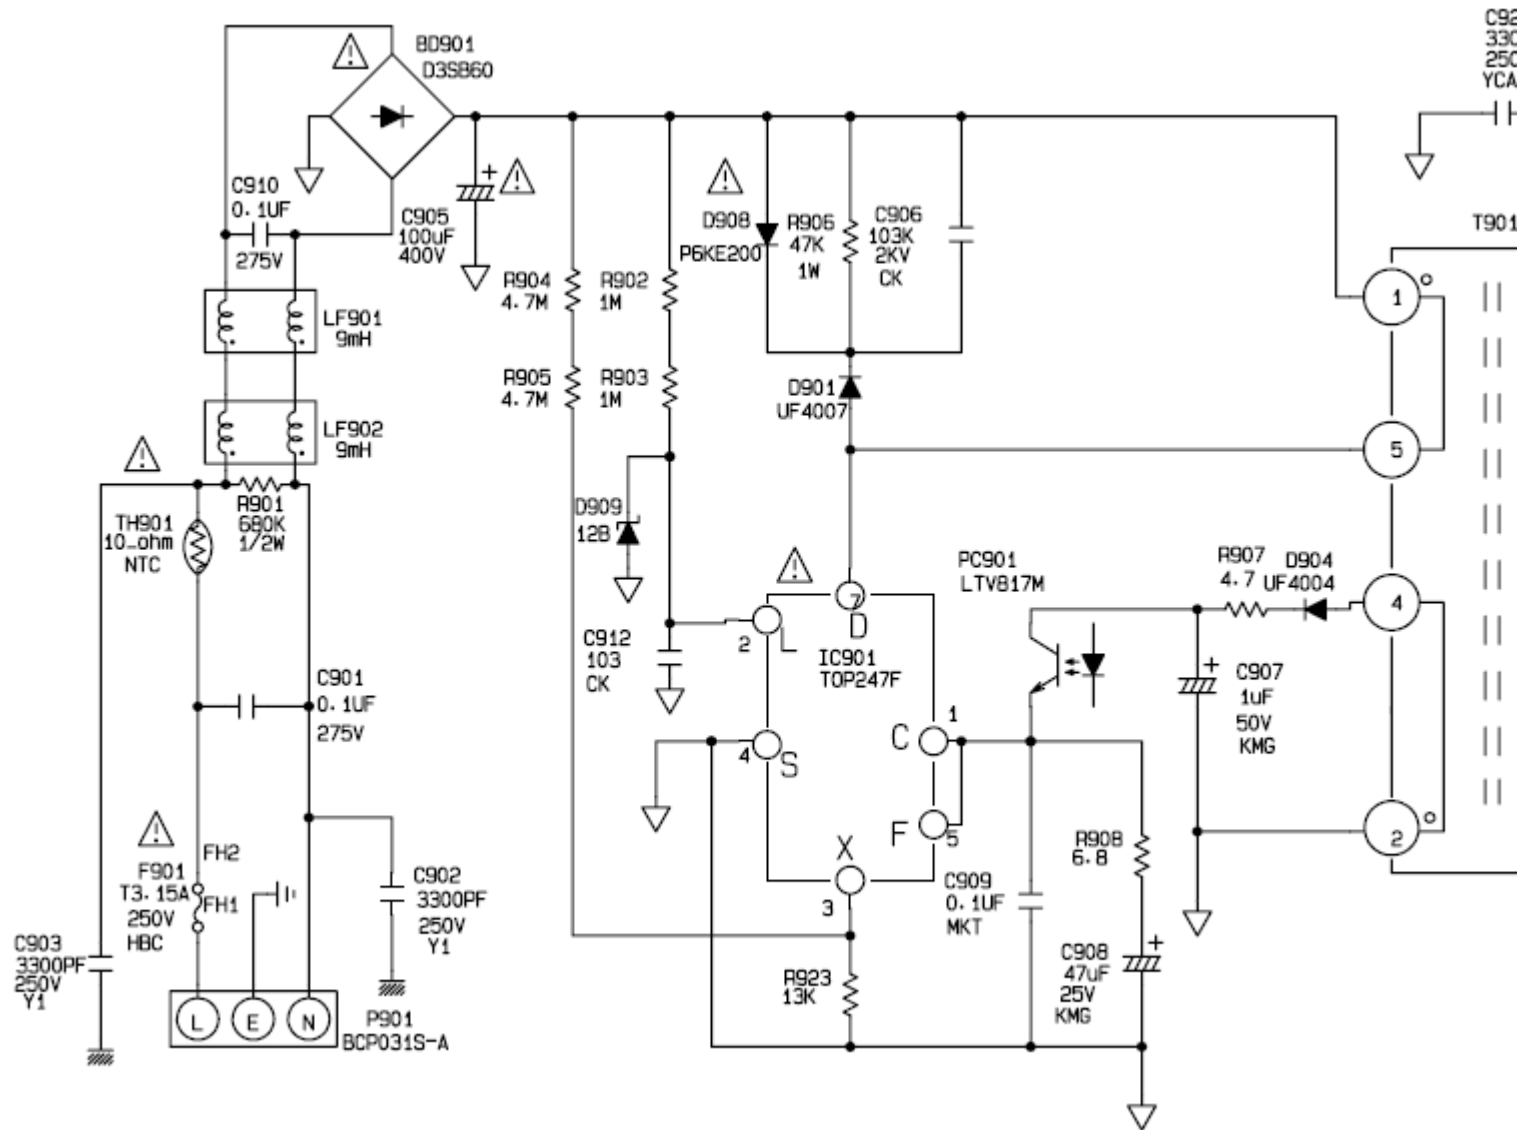 BD901
D3SB60
C92
330
250
YCA
C910
0.1UF
275V
C905
100uF
400V
D908
P6KE200
R906
47K
1W
C906
103K
2KV
CK
T901
R904
4.7M
R902
1M
LF901
9mH
1
R905
4.7M
R903
1M
D901
UF4007
LF902
9mH
5
R901
680K
1/2W
TH901
10_ohm
NTC
D909
12B
PC901
LTV817M
R907
4.7
D904
UF4004
7
D
4
L
2
C912
103
CK
IC901
TOP247F
C901
0.1UF
275V
C907
1uF
50V
KMG
C
1
4
S
F
5
X
3
2
R908
6.8
FH2
F901
T3.15A
250V
HBC
FH1
C902
3300PF
250V
Y1
C909
0.1UF
MKT
C903
3300PF
250V
Y1
C908
47uF
25V
KMG
R923
13K
L
E
N
P901
BCP031S-A